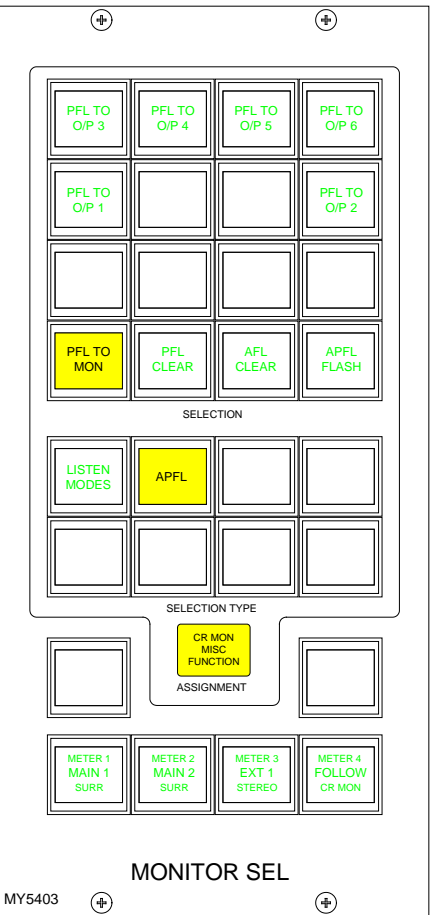 PFL TO
O/P 3
PFL TO
O/P 4
PFL TO
O/P 5
PFL TO
O/P 6
PFL TO
O/P 1
PFL TO
O/P 2
PFL TO
MON
PFL
CLEAR
AFL
CLEAR
APFL
FLASH
SELECTION
LISTEN
MODES
APFL
SELECTION TYPE
CR MON
MISC
FUNCTION
ASSIGNMENT
METER 1
MAIN 1
SURR
METER 2
MAIN 2
SURR
METER 3
EXT 1
STEREO
METER 4
FOLLOW
CR MON
MONITOR SEL
MY5403